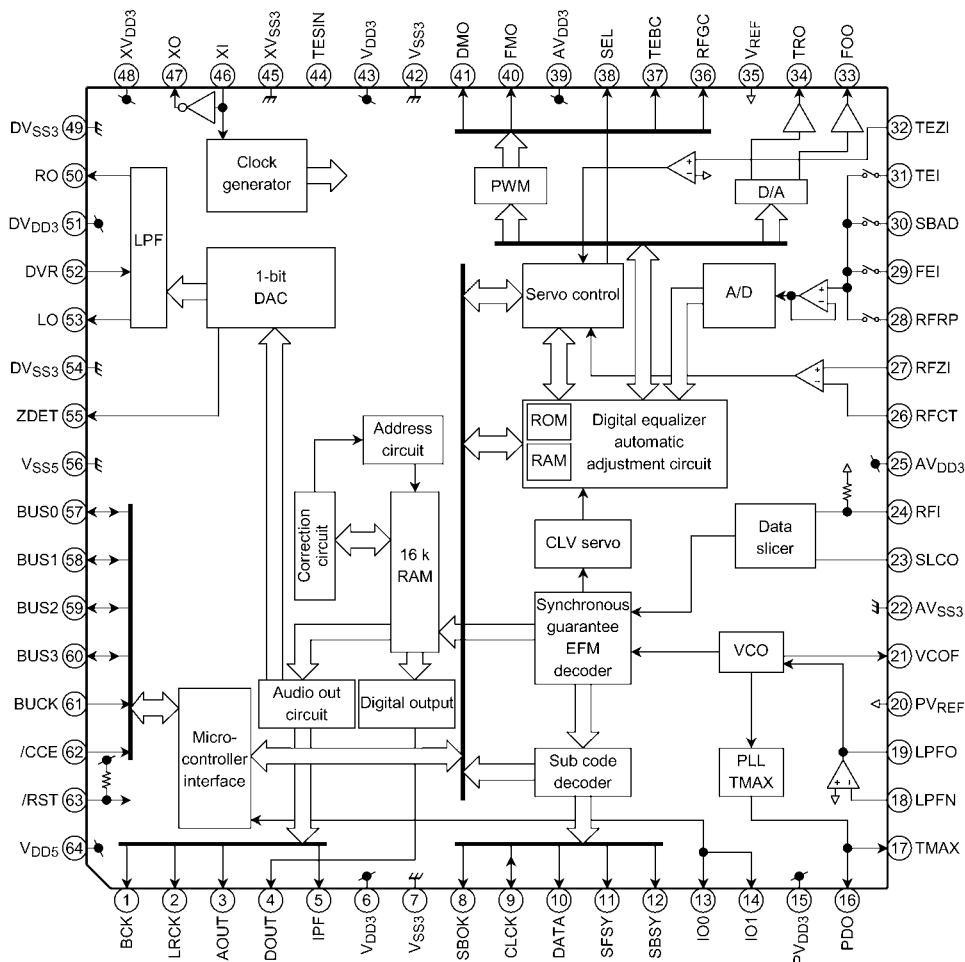 XVDD3
XO
XI
XVSS3
TESIN
VDD3
VSS3
DMO
FMO
AVDD3
SEL
TEBC
RFGC
VREF
TRO
FOO
48
47
46
45
44
43
42
41
40
39
38
37
36
35
34
33
DVSS3 49
RO 50
DVDD3 51
DVR 52
LO 53
DVSS3 54
ZDET 55
VSS5 56
BUS0 57
BUS1 58
BUS2 59
BUS3 60
BUCK 61
/CCE 62
/RST 63
VDD5 64
Clock
generator
LPF
1-bit
DAC
PWM
D/A
Servo control
A/D
+
-
+
-
+
-
ROM
RAM
Digital equalizer
automatic
adjustment circuit
Address
circuit
Correction
circuit
16 k
RAM
CLV servo
Data
slicer
Synchronous
guarantee
EFM
decoder
VCO
Audio out
circuit
Digital output
Micro-
controller
interface
Sub code
decoder
PLL
TMAX
+
-
32 TEZI
31 TEI
30 SBAD
29 FEI
28 RFRP
27 RFZI
26 RFCT
25 AVDD3
24 RFI
23 SLCO
22 AVSS3
21 VCOF
20 PVREF
19 LPFO
18 LPFN
17 TMAX
1
2
3
4
5
6
7
8
9
10
11
12
13
14
15
16
BCK
LRCK
AOUT
DOUT
IPF
VDD3
VSS3
SBOK
CLCK
DATA
SFSY
SBSY
IO0
IO1
PVDD3
PDO